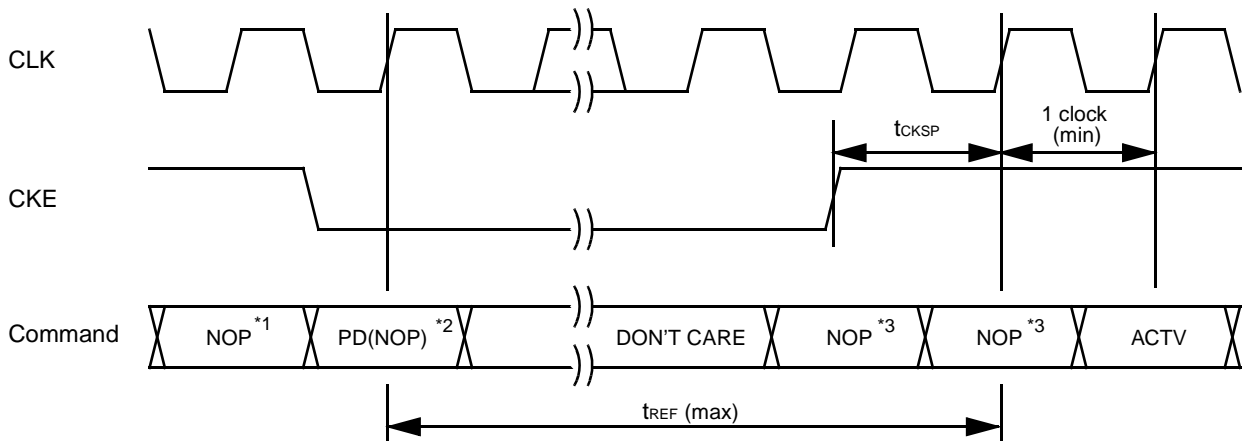 CLK
tCKSP
1 clock
(min)
CKE
Command
NOP *1
PD(NOP) *2
DON'T CARE
NOP *3
NOP *3
ACTV
tREF (max)